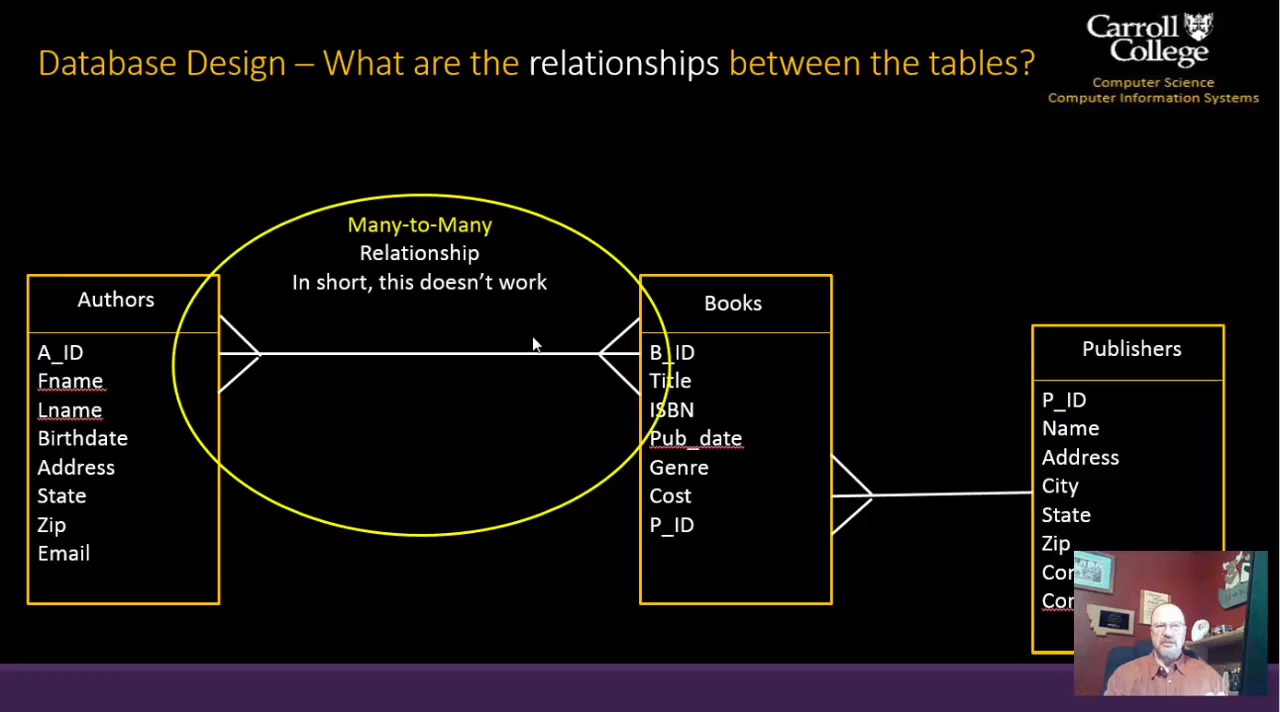 Database Design – What are the relationships between the tables?
Carroll
College
Computer Science
Computer Information Systems
Many-to-Many
Relationship
In short, this doesn't work
Authors
A_ID
Fname
Lname
Birthdate
Address
State
Zip
Email
Books
B_ID
Title
ISBN
Pub_date
Genre
Cost
P_ID
Publishers
P_ID
Name
Address
City
State
Zip